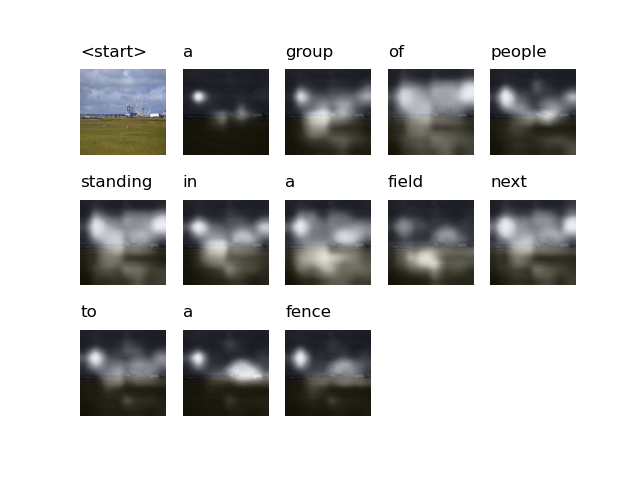 <start> a group of people
standing in a field next
to a fence